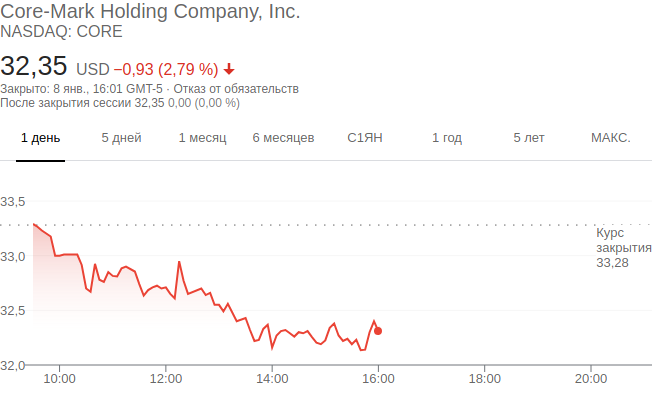 Core-Mark Holding Company, Inc.
NASDAQ: CORE
32,35 USD −0,93 (2,79 %)
Закрыто: 8 янв., 16:01 GMT-5 · Отказ от обязательств
После закрытия сессии 32,35 0,00 (0,00 %)
1 день 5 дней 1 месяц 6 месяцев С1ЯН 1 год 5 лет МАКС.
33,5
Курс
закрытия
33,28
33,0
32,5
32,0
10:00 12:00 14:00 16:00 18:00 20:00